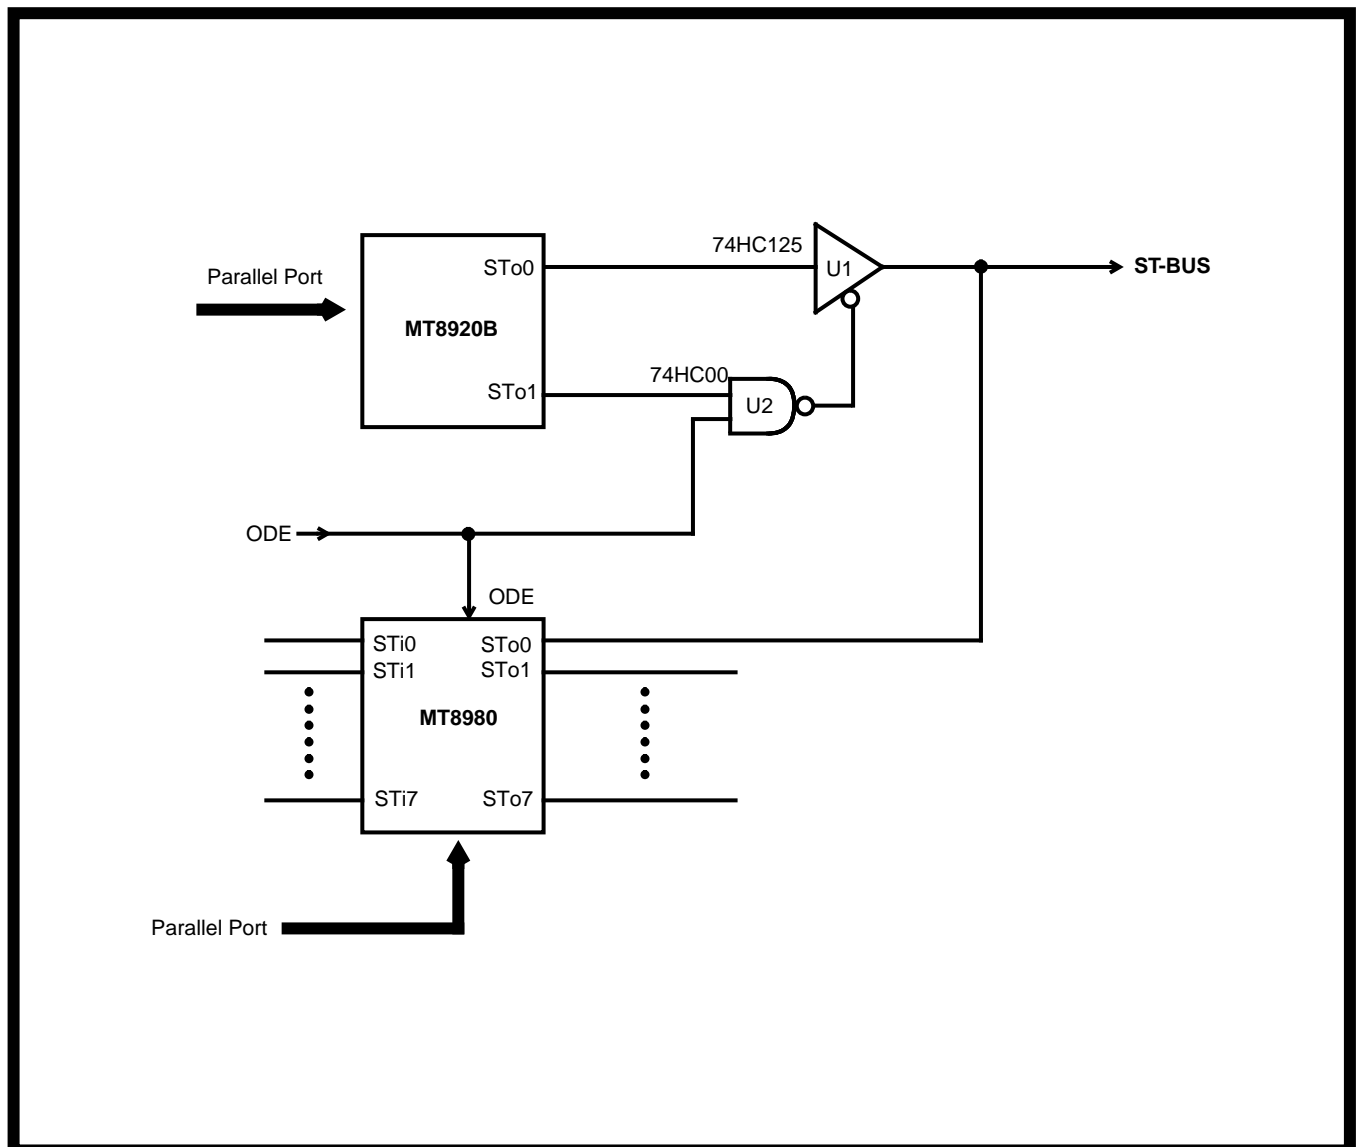 74HC125
Parallel Port
STo0
U1
ST-BUS
MT8920B
74HC00
STo1
U2
ODE
ODE
STi0
STo0
STi1
STo1
MT8980
STi7
STo7
Parallel Port